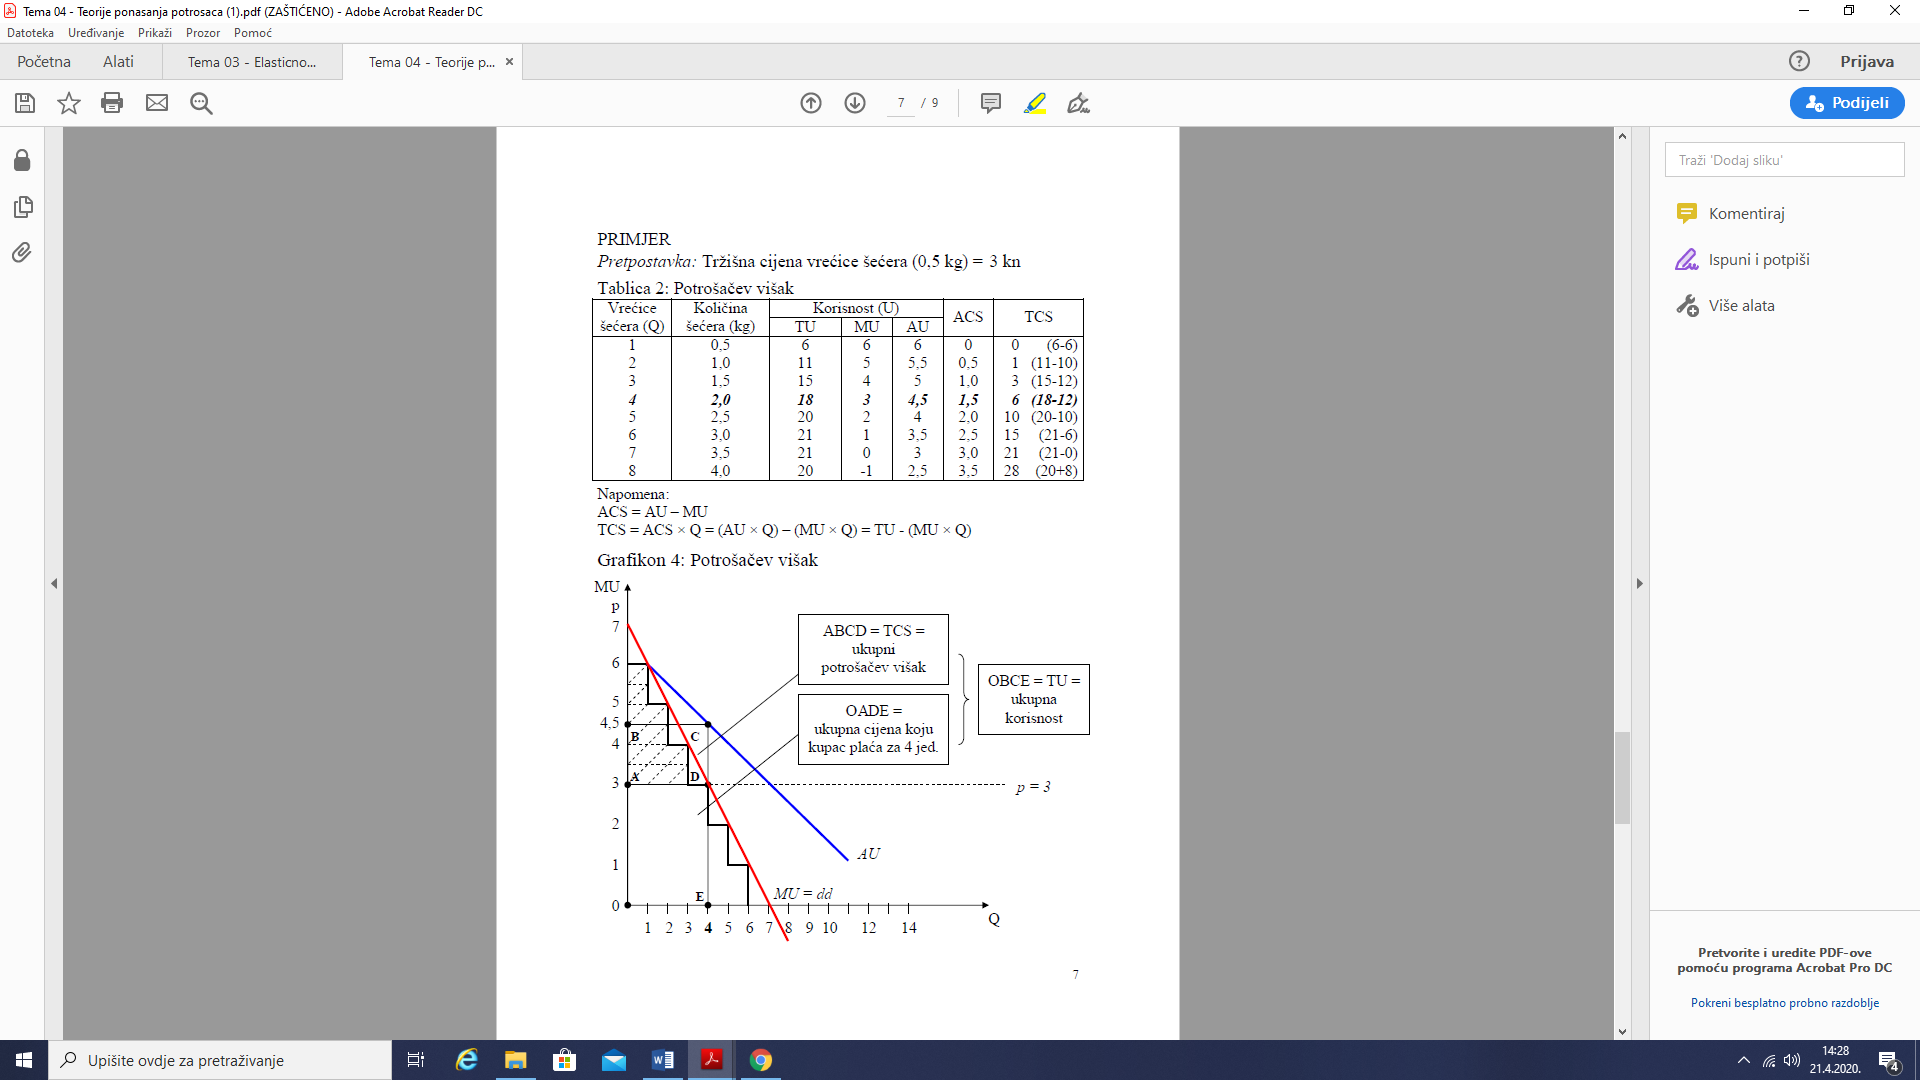 Tema 04 - Teorije ponasanja potrosaca (1).pdf (ZAŠTIĆENO) - Adobe Acrobat Reader DC
Datoteka Uređivanje Prikaži Prozor Pomoć
Početna Alati Tema 03 - Elasticno... Tema 04 - Teorije p... × Prijava
7 / 9 Podijeli
Traži 'Dodaj sliku'
Komentiraj
Ispuni i potpiši
Više alata
PRIMJER
Pretpostavka: Tržišna cijena vrećice šećera (0,5 kg) = 3 kn
Tablica 2: Potrošačev višak
Vrećice šećera (Q) Količina šećera (kg) Korisnost (U) ACS TCS
TU MU AU
1 0,5 6 6 6 0 0 (6-6)
2 1,0 11 5 5,5 0,5 1 (11-10)
3 1,5 15 4 5 1,0 3 (15-12)
4 2,0 18 3 4,5 1,5 6 (18-12)
5 2,5 20 2 4 2,0 10 (20-10)
6 3,0 21 1 3,5 2,5 15 (21-6)
7 3,5 21 0 3 3,0 21 (21-0)
8 4,0 20 -1 2,5 3,5 28 (20+8)
Napomena:
ACS = AU – MU
TCS = ACS × Q = (AU × Q) – (MU × Q) = TU - (MU × Q)
Grafikon 4: Potrošačev višak
MU
p
7
6
5
4,5
4
3
2
1
0
B C
A D
E
ABCD = TCS =
ukupni
potrošačev višak
OADE =
ukupna cijena koju
kupac plaća za 4 jed.
OBCE = TU =
ukupna
korisnost
p = 3
AU
MU = dd
Q
1 2 3 4 5 6 7 8 9 10 12 14
7
Pretvorite i uredite PDF-ove
pomoću programa Acrobat Pro DC
Pokreni besplatno probno razdoblje
Upišite ovdje za pretraživanje
14:28
21.4.2020.
4